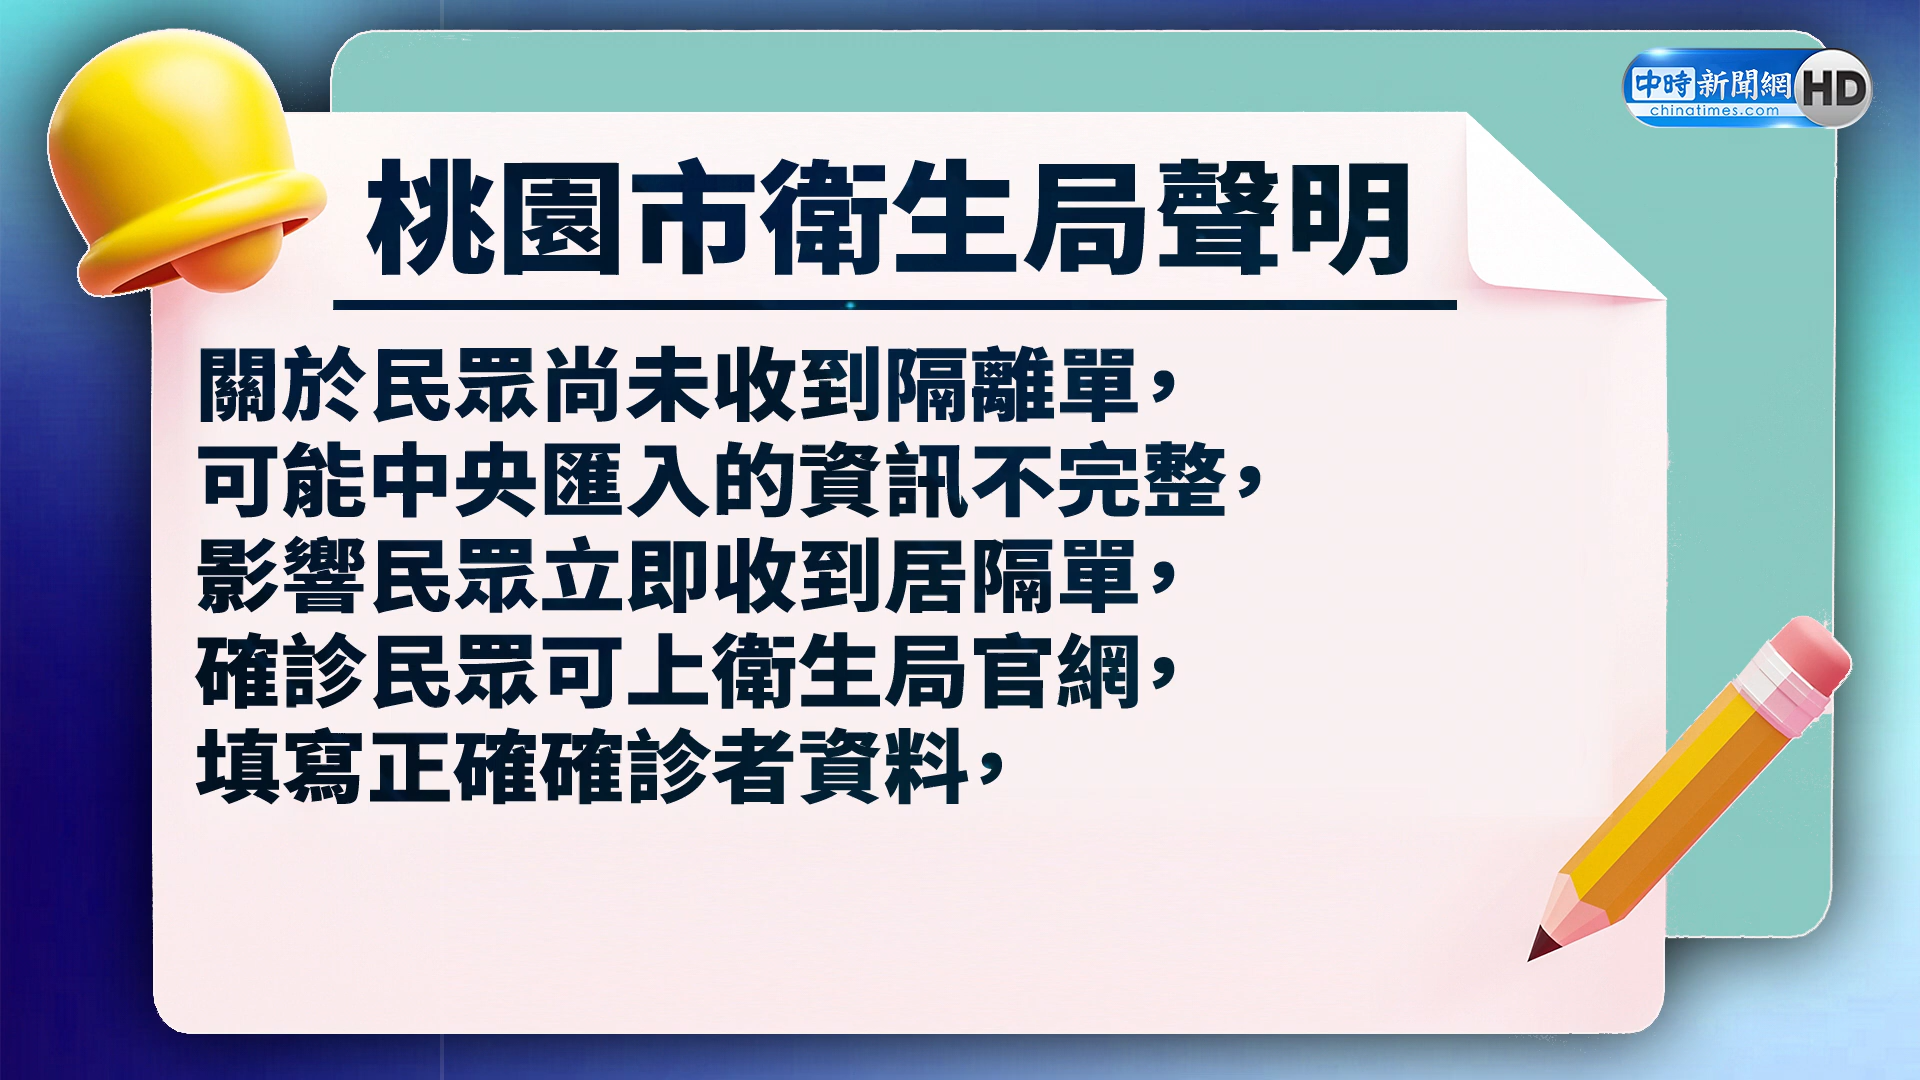 中時新聞網HD
chinatimes.com
桃園市衛生局聲明
關於民眾尚未收到隔離單，
可能中央匯入的資訊不完整，
影響民眾立即收到居隔單，
確診民眾可上衛生局官網，
填寫正確確診者資料，